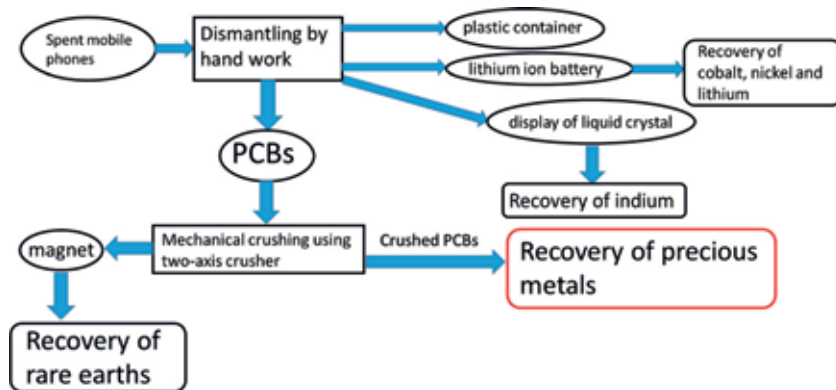 Spent mobile
phones
Dismantling by
hand work
plastic container
lithium ion battery
Recovery of
cobalt, nickel and
lithium
display of liquid crystal
Recovery of indium
PCBs
Mechanical crushing using
two-axis crusher
magnet
Crushed PCBs
Recovery of precious
metals
Recovery of
rare earths